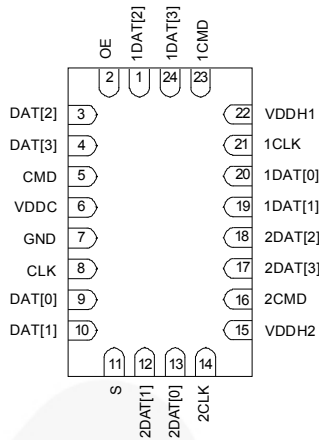 OE
1DAT[2]
1DAT[3]
1CMD
2
1
24
23
DAT[2] 3
22 VDDH1
DAT[3] 4
21 1CLK
CMD 5
20 1DAT[0]
VDDC 6
19 1DAT[1]
GND 7
18 2DAT[2]
CLK 8
17 2DAT[3]
DAT[0] 9
16 2CMD
DAT[1] 10
15 VDDH2
11
12
13
14
S
2DAT[1]
2DAT[0]
2CLK